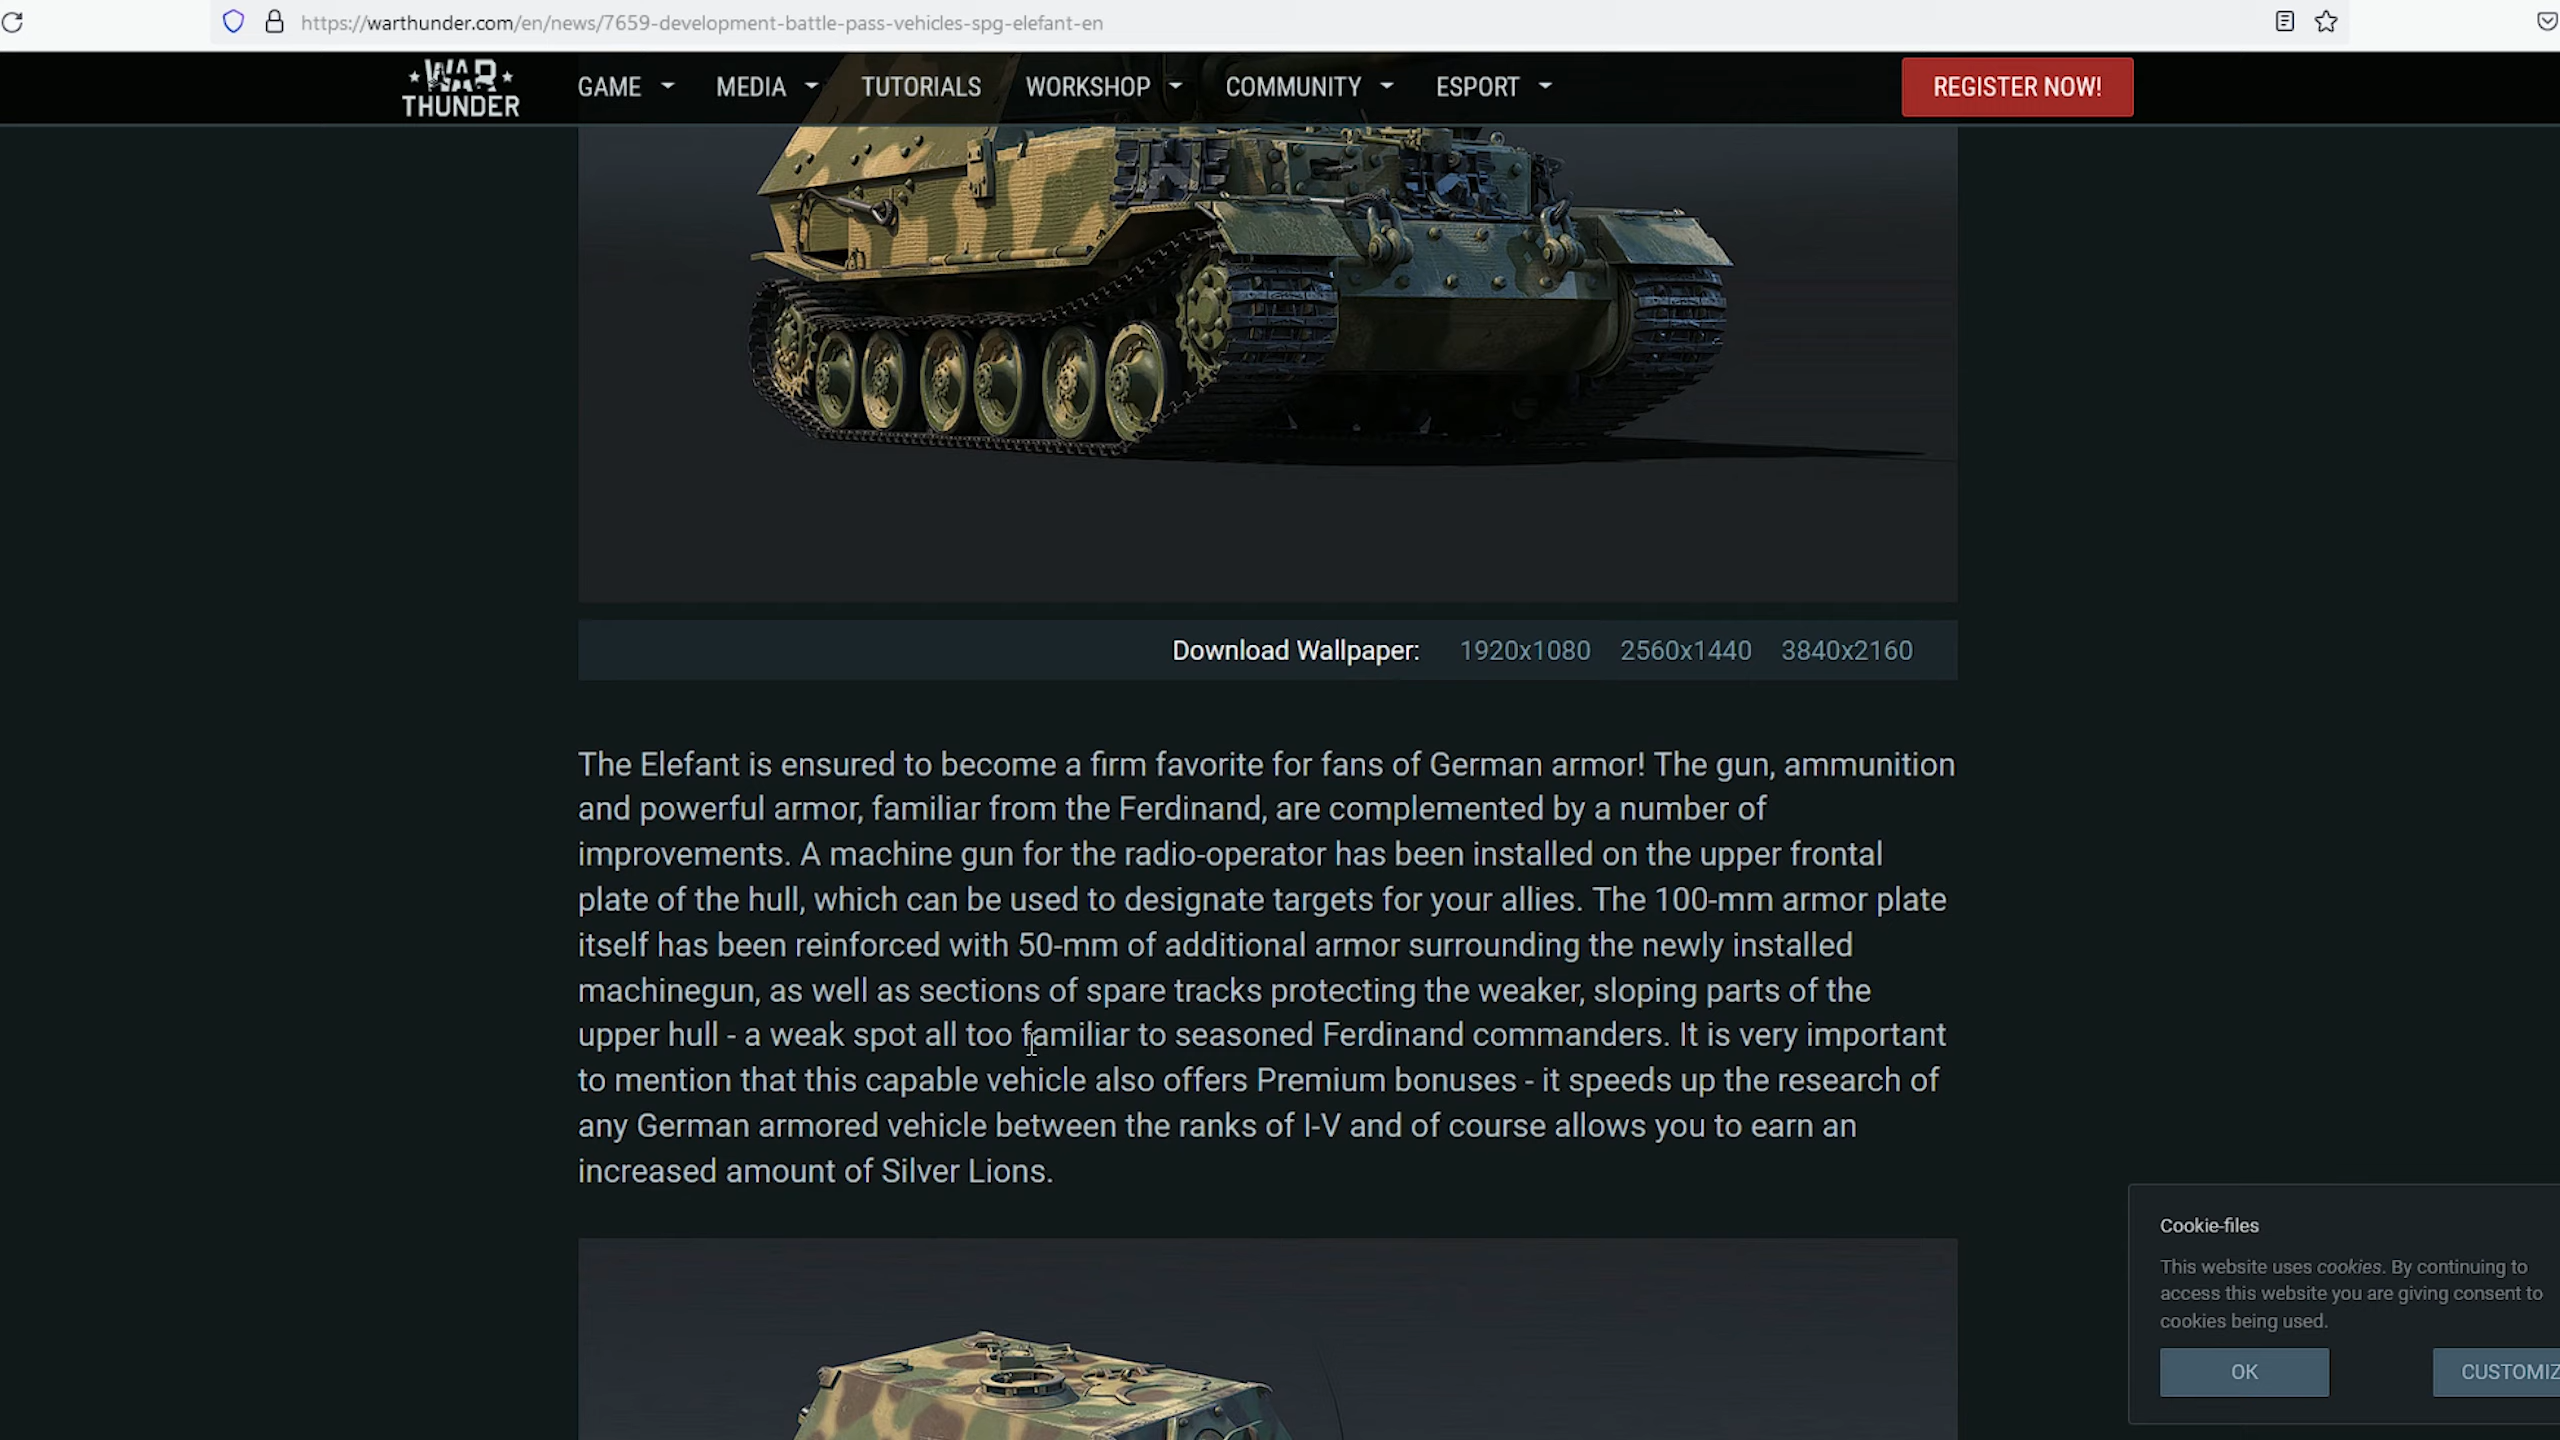 https://warthunder.com/en/news/7659-development-battle-pass-vehicles-spg-elefant-en
WAR
THUNDER
GAME
MEDIA
TUTORIALS
WORKSHOP
COMMUNITY
ESPORT
REGISTER NOW!
Download Wallpaper: 1920x1080 2560x1440 3840x2160
The Elefant is ensured to become a firm favorite for fans of German armor! The gun, ammunition
and powerful armor, familiar from the Ferdinand, are complemented by a number of
improvements. A machine gun for the radio-operator has been installed on the upper frontal
plate of the hull, which can be used to designate targets for your allies. The 100-mm armor plate
itself has been reinforced with 50-mm of additional armor surrounding the newly installed
machinegun, as well as sections of spare tracks protecting the weaker, sloping parts of the
upper hull - a weak spot all too familiar to seasoned Ferdinand commanders. It is very important
to mention that this capable vehicle also offers Premium bonuses - it speeds up the research of
any German armored vehicle between the ranks of I-V and of course allows you to earn an
increased amount of Silver Lions.
Cookie-files
This website uses cookies. By continuing to
access this website you are giving consent to
cookies being used.
OK
CUSTOMIZ